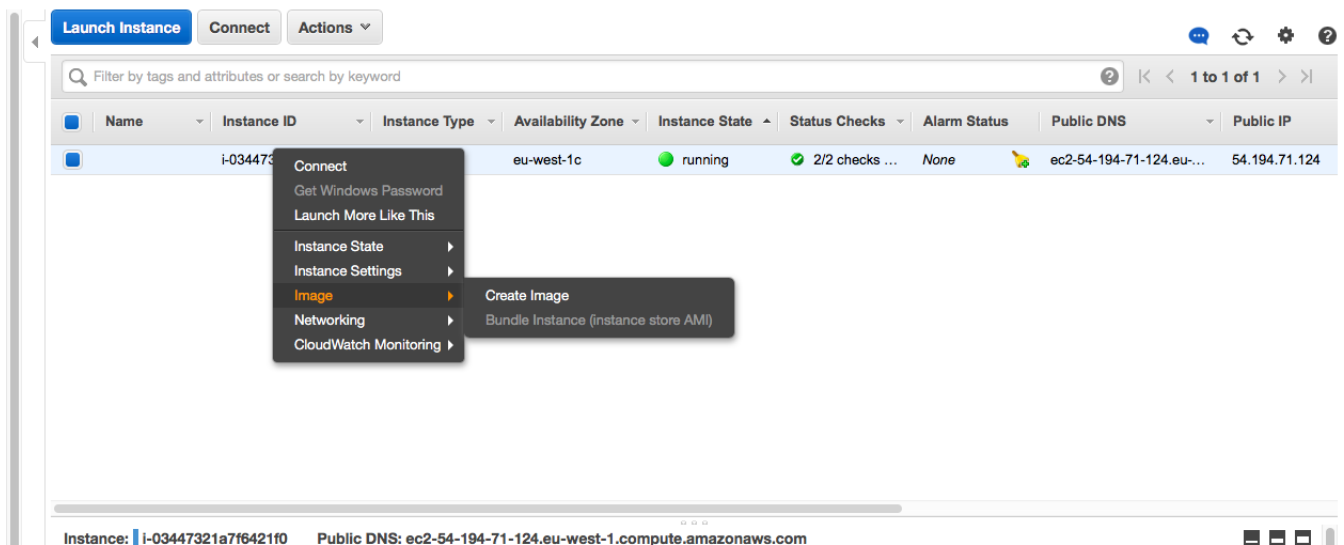 Launch Instance Connect Actions
Filter by tags and attributes or search by keyword 1 to 1 of 1
Name Instance ID Instance Type Availability Zone Instance State Status Checks Alarm Status Public DNS Public IP
i-03447 eu-west-1c running 2/2 checks ... None ec2-54-194-71-124.eu-... 54.194.71.124
Connect
Get Windows Password
Launch More Like This
Instance State
Instance Settings
Image Create Image
Networking Bundle Instance (instance store AMI)
CloudWatch Monitoring
Instance: i-03447321a7f6421f0 Public DNS: ec2-54-194-71-124.eu-west-1.compute.amazonaws.com